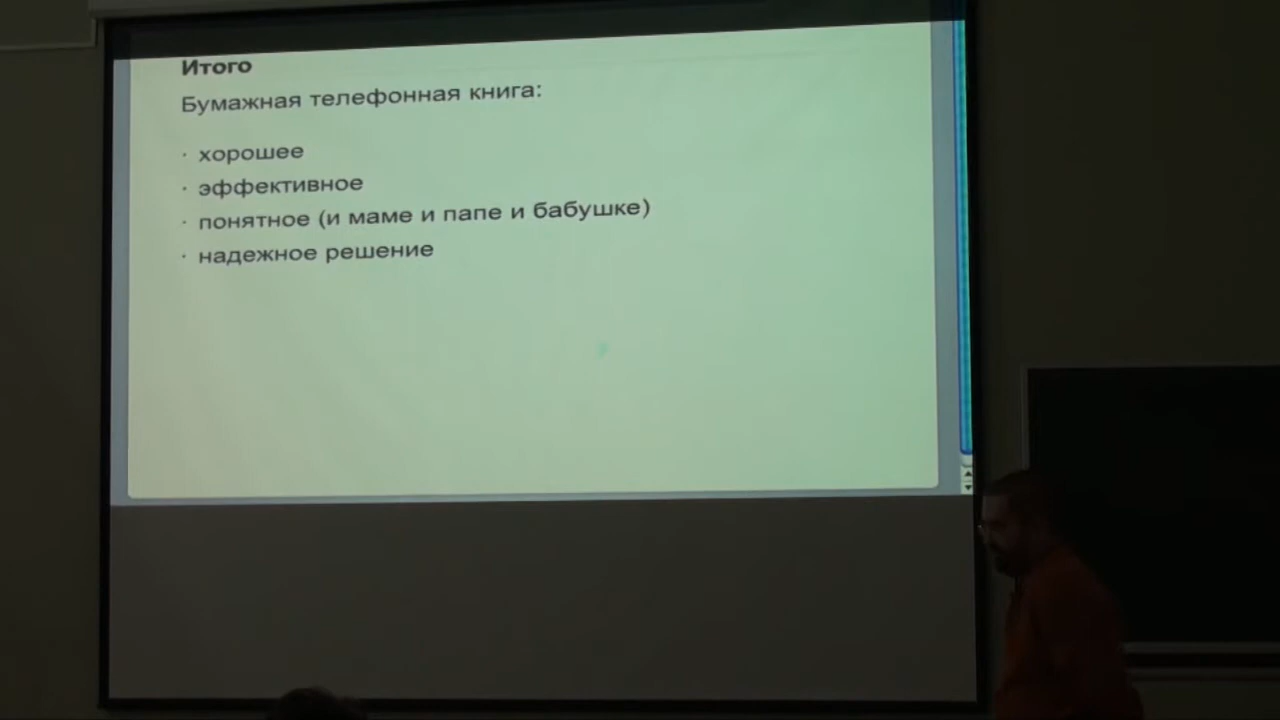 Итого
Бумажная телефонная книга:
· хорошее
· эффективное
· понятное (и маме и папе и бабушке)
· надежное решение